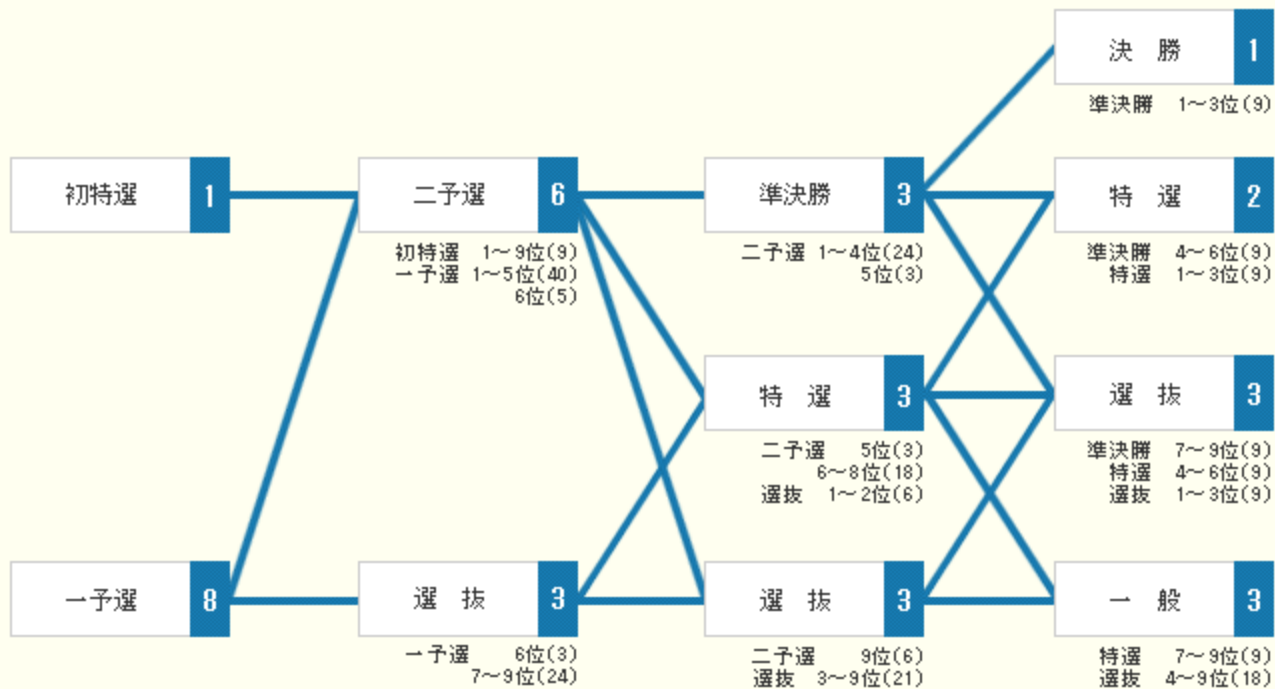 初特選 1
一予選 8
二予選 6
初特選 1～9位(9)
一予選 1～5位(40)
6位(5)
選 抜 3
一予選 6位(3)
7～9位(24)
準決勝 3
二予選 1～4位(24)
5位(3)
特 選 3
二予選 5位(3)
6～8位(18)
選抜 1～2位(6)
選 抜 3
二予選 9位(6)
選抜 3～9位(21)
決 勝 1
準決勝 1～3位(9)
特 選 2
準決勝 4～6位(9)
特選 1～3位(9)
選 抜 3
準決勝 7～9位(9)
特選 4～6位(9)
選抜 1～3位(9)
一 般 3
特選 7～9位(9)
選抜 4～9位(18)